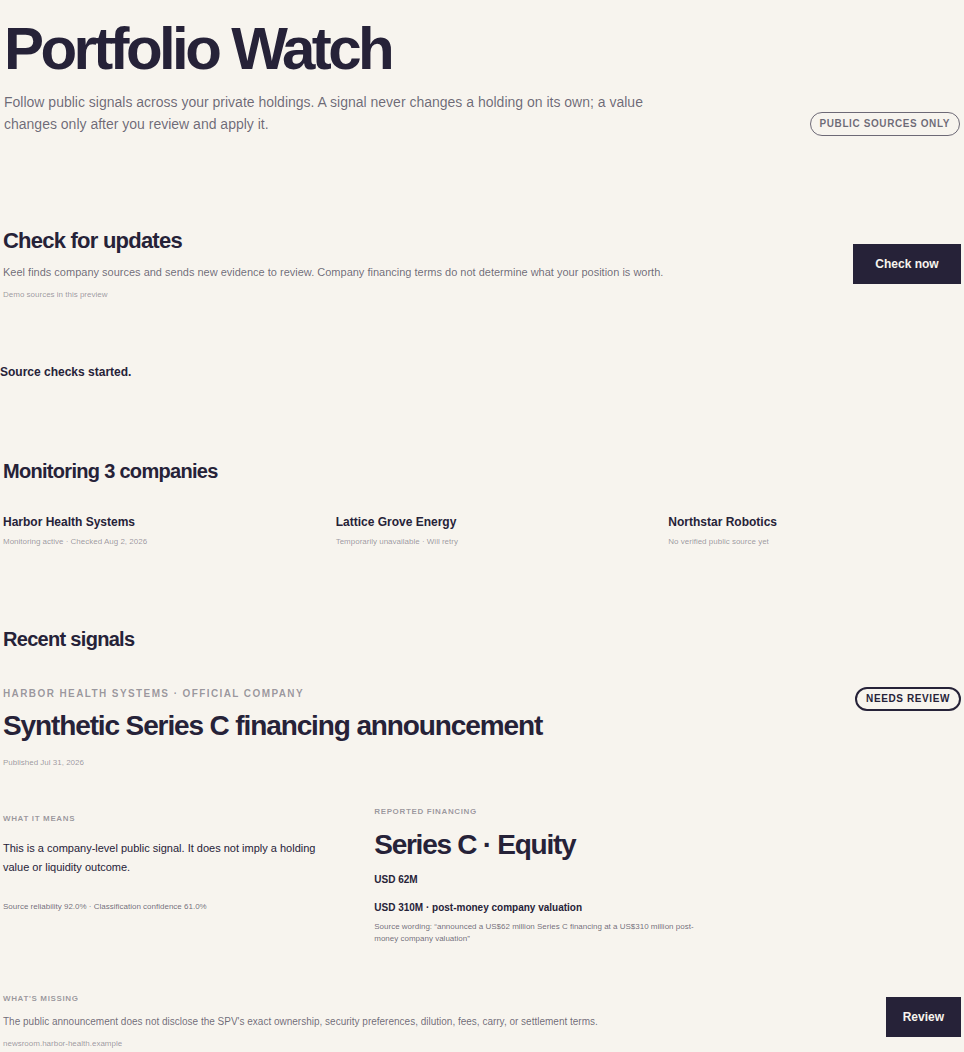 Portfolio Watch
Follow public signals across your private holdings. A signal never changes a holding on its own; a value
changes only after you review and apply it.
PUBLIC SOURCES ONLY
Check for updates
Keel finds company sources and sends new evidence to review. Company financing terms do not determine what your position is worth.
Demo sources in this preview
Check now
Source checks started.
Monitoring 3 companies
Harbor Health Systems
Monitoring active · Checked Aug 2, 2026
Lattice Grove Energy
Temporarily unavailable · Will retry
Northstar Robotics
No verified public source yet
Recent signals
HARBOR HEALTH SYSTEMS · OFFICIAL COMPANY
NEEDS REVIEW
Synthetic Series C financing announcement
Published Jul 31, 2026
WHAT IT MEANS
This is a company-level public signal. It does not imply a holding
value or liquidity outcome.
Source reliability 92.0% · Classification confidence 61.0%
REPORTED FINANCING
Series C · Equity
USD 62M
USD 310M · post-money company valuation
Source wording: "announced a US$62 million Series C financing at a US$310 million post-
money company valuation"
WHAT'S MISSING
The public announcement does not disclose the SPV's exact ownership, security preferences, dilution, fees, carry, or settlement terms.
newsroom.harbor-health.example
Review